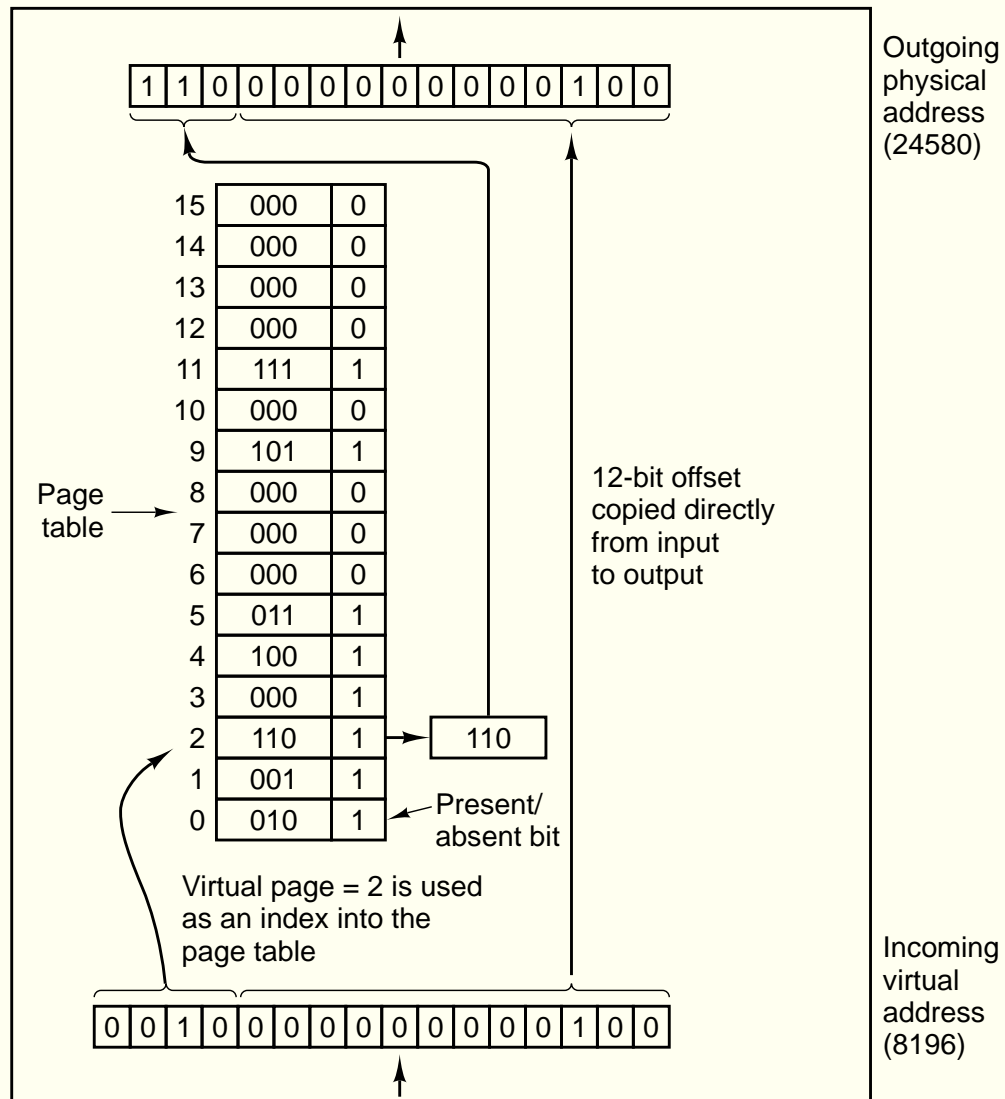 Outgoing
physical
address
(24580)
1 1 0 0 0 0 0 0 0 0 0 0 1 0 0
15 000 0
14 000 0
13 000 0
12 000 0
11 111 1
10 000 0
9 101 1
8 000 0
7 000 0
6 000 0
5 011 1
4 100 1
3 000 1
2 110 1 110
1 001 1
0 010 1
Page
table
12-bit offset
copied directly
from input
to output
Present/
absent bit
Virtual page = 2 is used
as an index into the
page table
0 0 1 0 0 0 0 0 0 0 0 0 0 1 0 0
Incoming
virtual
address
(8196)